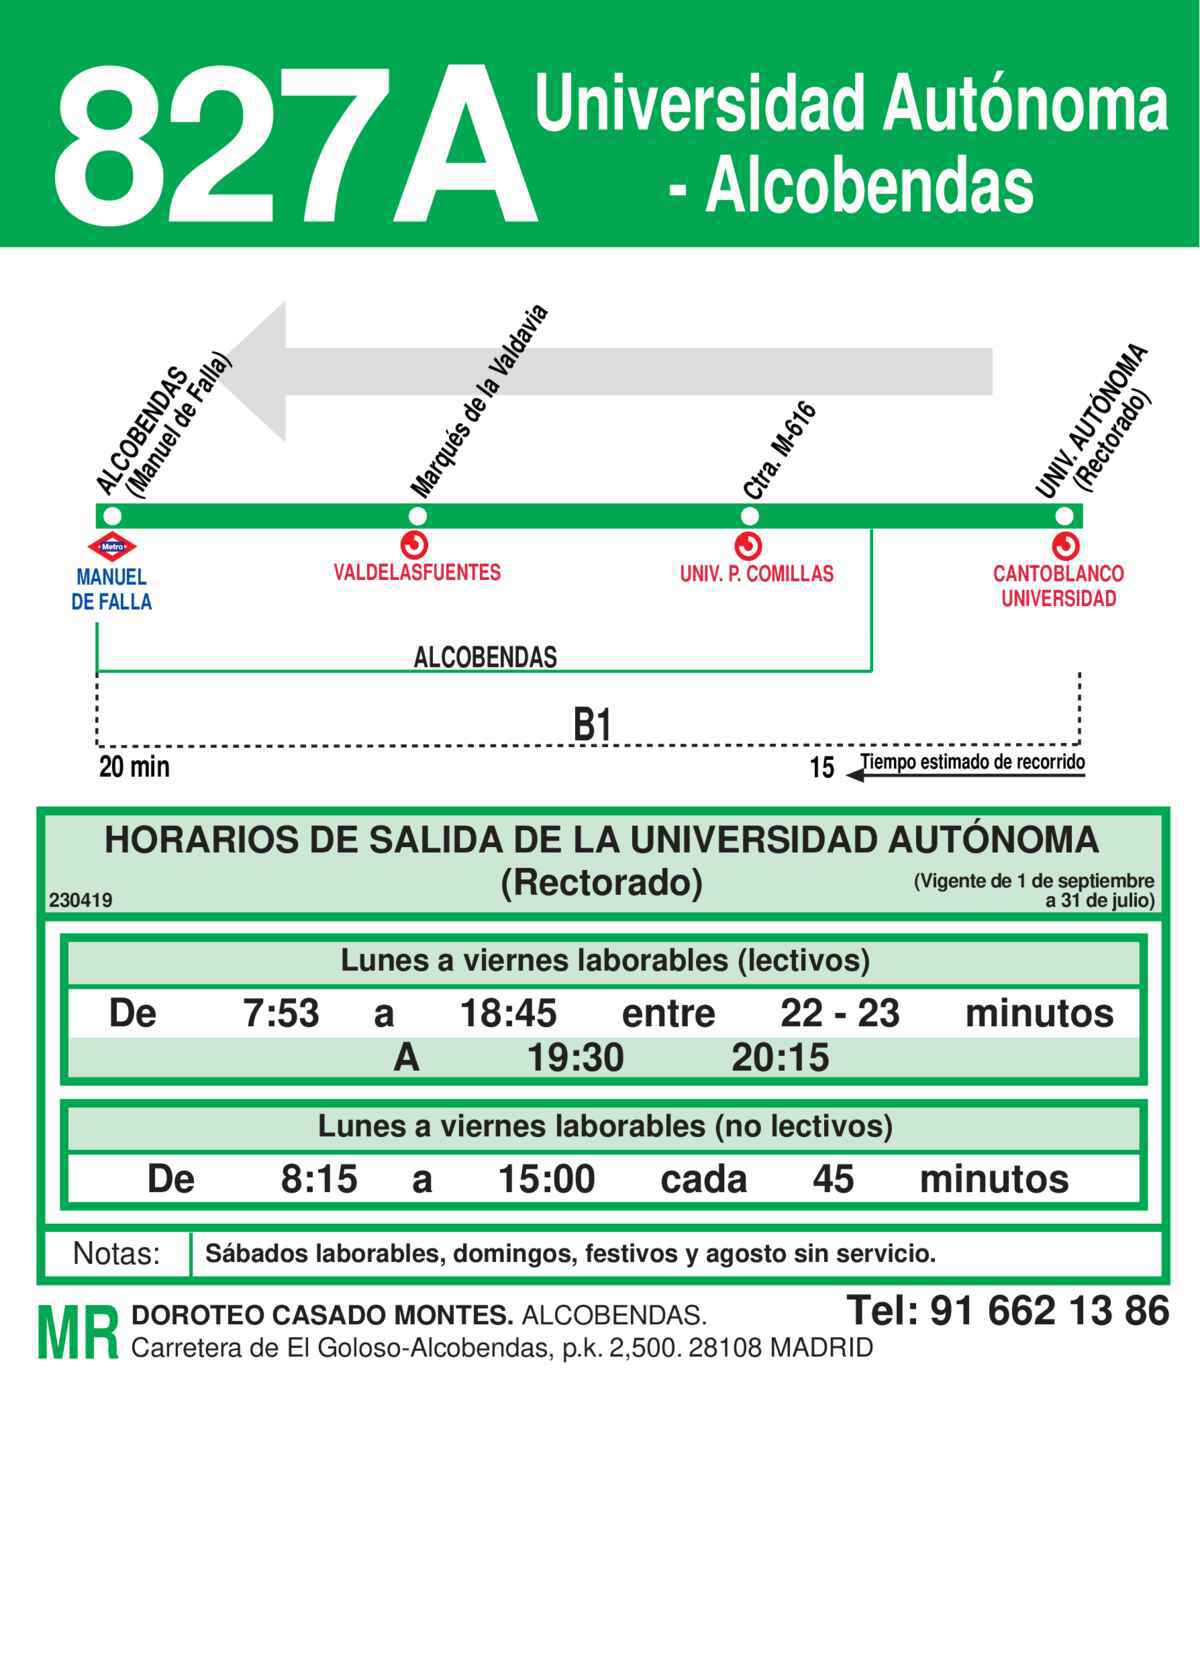 827A
Universidad Autónoma
- Alcobendas
ALCOBENDAS
(Manuel de Falla)
Marqués de la Valdavia
Ctra. M-616
UNIV. AUTÓNOMA
(Rectorado)
Metro
MANUEL
DE FALLA
VALDELASFUENTES
UNIV. P. COMILLAS
CANTOBLANCO
UNIVERSIDAD
ALCOBENDAS
B1
20 min
15
Tiempo estimado de recorrido
HORARIOS DE SALIDA DE LA UNIVERSIDAD AUTÓNOMA
(Rectorado)
(Vigente de 1 de septiembre
a 31 de julio)
230419
Lunes a viernes laborables (lectivos)
De 7:53 a 18:45 entre 22 - 23 minutos
A 19:30 20:15
Lunes a viernes laborables (no lectivos)
De 8:15 a 15:00 cada 45 minutos
Notas: Sábados laborables, domingos, festivos y agosto sin servicio.
MR
DOROTEO CASADO MONTES. ALCOBENDAS.
Tel: 91 662 13 86
Carretera de El Goloso-Alcobendas, p.k. 2,500. 28108 MADRID